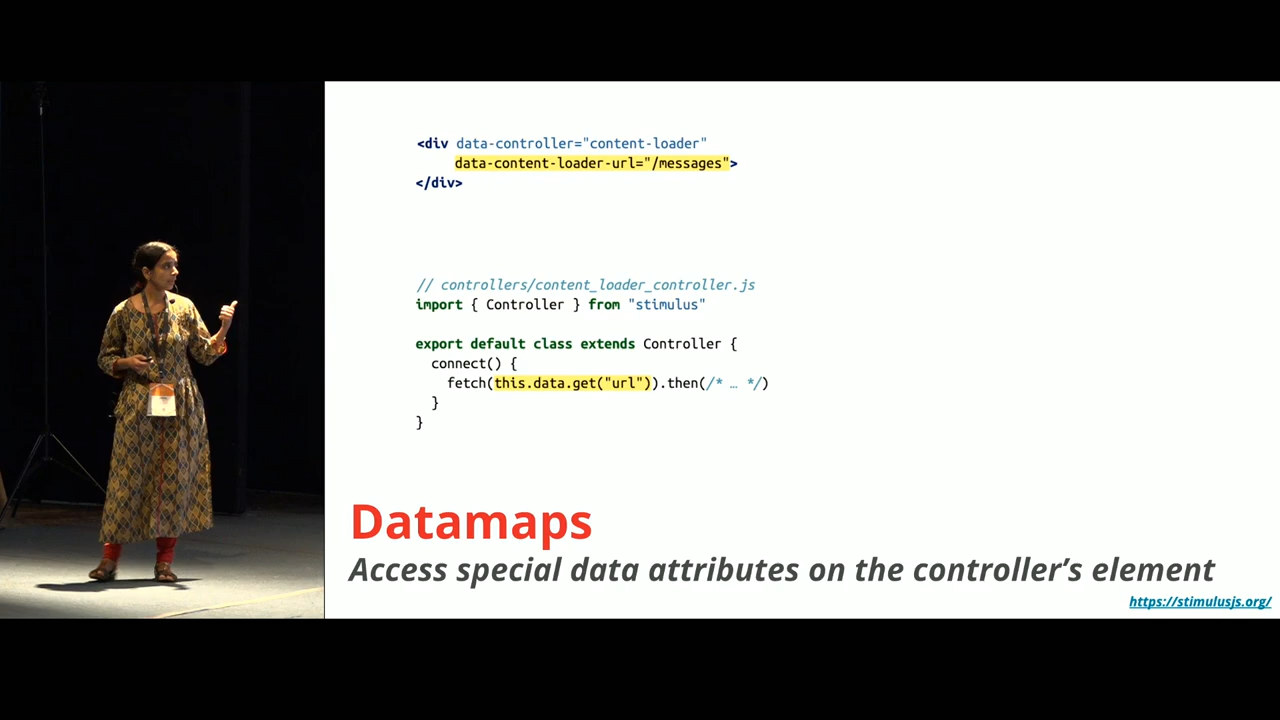 <div data-controller="content-loader"
data-content-loader-url="/messages">
</div>
// controllers/content_loader_controller.js
import { Controller } from "stimulus"
export default class extends Controller {
connect() {
fetch(this.data.get("url")).then(/* … */)
}
}
Datamaps
Access special data attributes on the controller's element
https://stimulusjs.org/